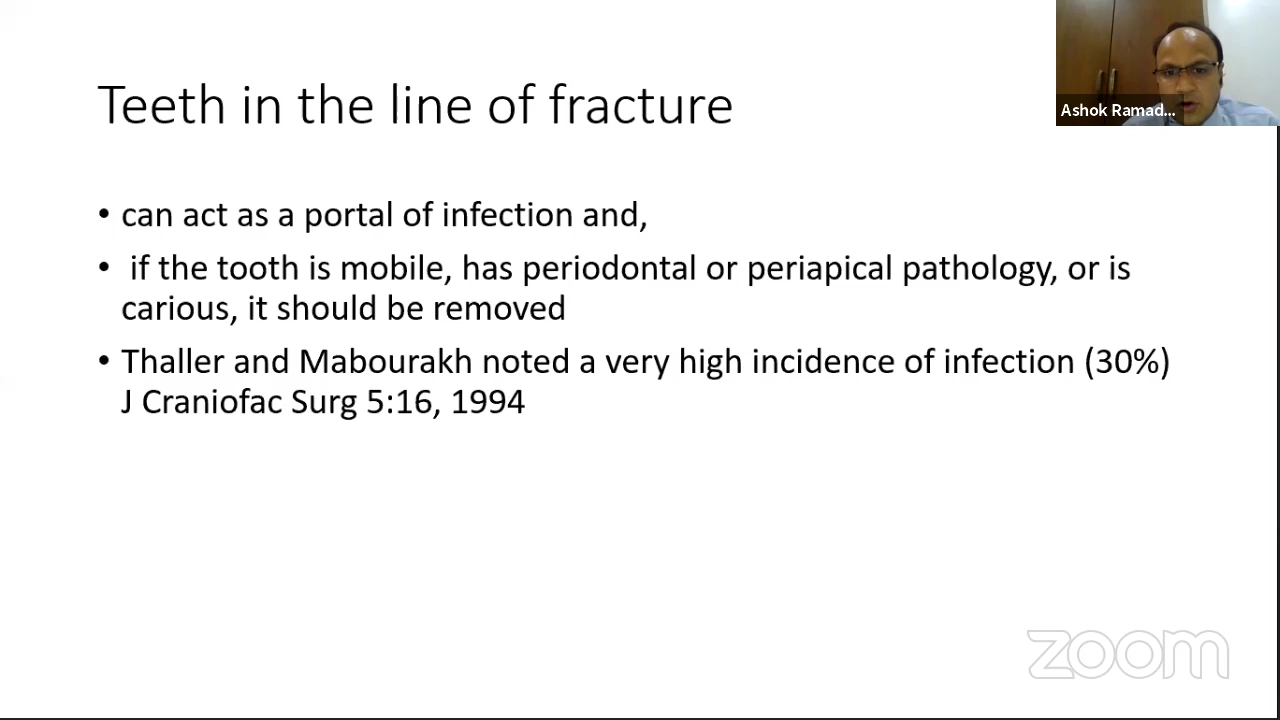 Teeth in the line of fracture
Ashok Ramad...
• can act as a portal of infection and,
• if the tooth is mobile, has periodontal or periapical pathology, or is
carious, it should be removed
• Thaller and Mabourakh noted a very high incidence of infection (30%)
J Craniofac Surg 5:16, 1994
zoom